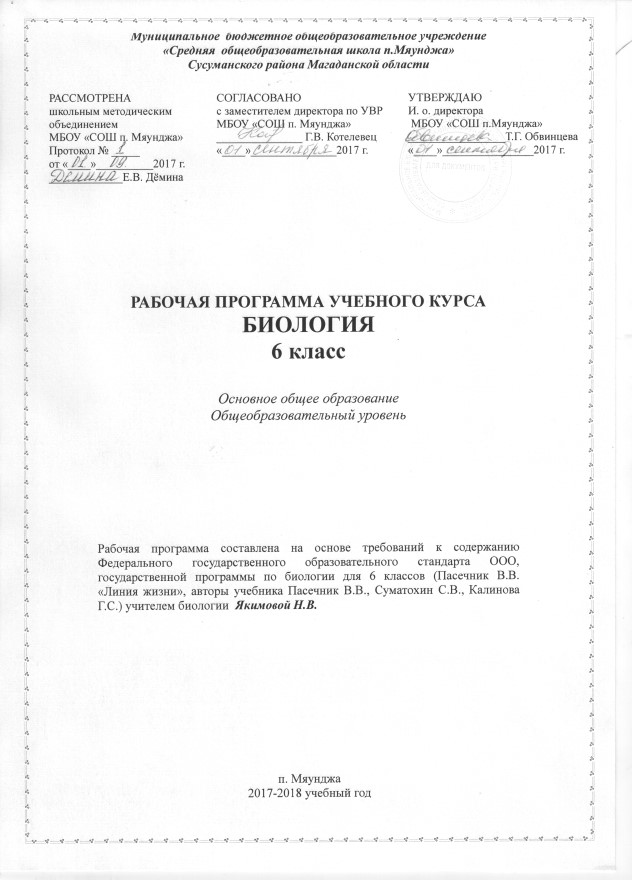 Муниципальное бюджетное общеобразовательное учреждение
«Средняя общеобразовательная школа п.Мяунджа»
Сусуманского района Магаданской области
РАССМОТРЕНА
школьным методическим
объединением
МБОУ «СОШ п. Мяунджа»
Протокол № 1
от « 01 » 09 2017 г.
Демина Е.В. Дёмина
СОГЛАСОВАНО
с заместителем директора по УВР
МБОУ «СОШ п. Мяунджа»
Г.В. Котелевец
« 01 » сентября 2017 г.
УТВЕРЖДАЮ
И. о. директора
МБОУ «СОШ п.Мяунджа»
Т.Г. Обвинцева
« 01 » сентября 2017 г.
РАБОЧАЯ ПРОГРАММА УЧЕБНОГО КУРСА
БИОЛОГИЯ
6 класс
Основное общее образование
Общеобразовательный уровень
Рабочая программа составлена на основе требований к содержанию
Федерального государственного образовательного стандарта ООО,
государственной программы по биологии для 6 классов (Пасечник В.В.
«Линия жизни», авторы учебника Пасечник В.В., Суматохин С.В., Калинова
Г.С.) учителем биологии Якимовой Н.В.
п. Мяунджа
2017-2018 учебный год